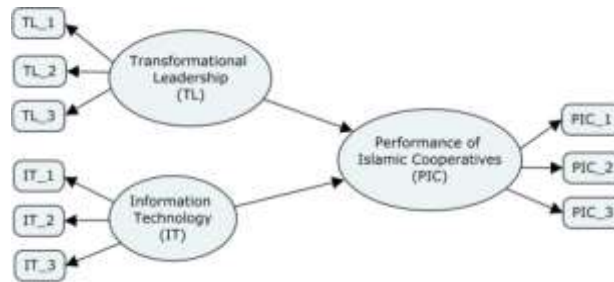 TL_1
TL_2
TL_3
Transformational
Leadership
(TL)
IT_1
IT_2
IT_3
Information
Technology
(IT)
Performance of
Islamic Cooperatives
(PIC)
PIC_1
PIC_2
PIC_3